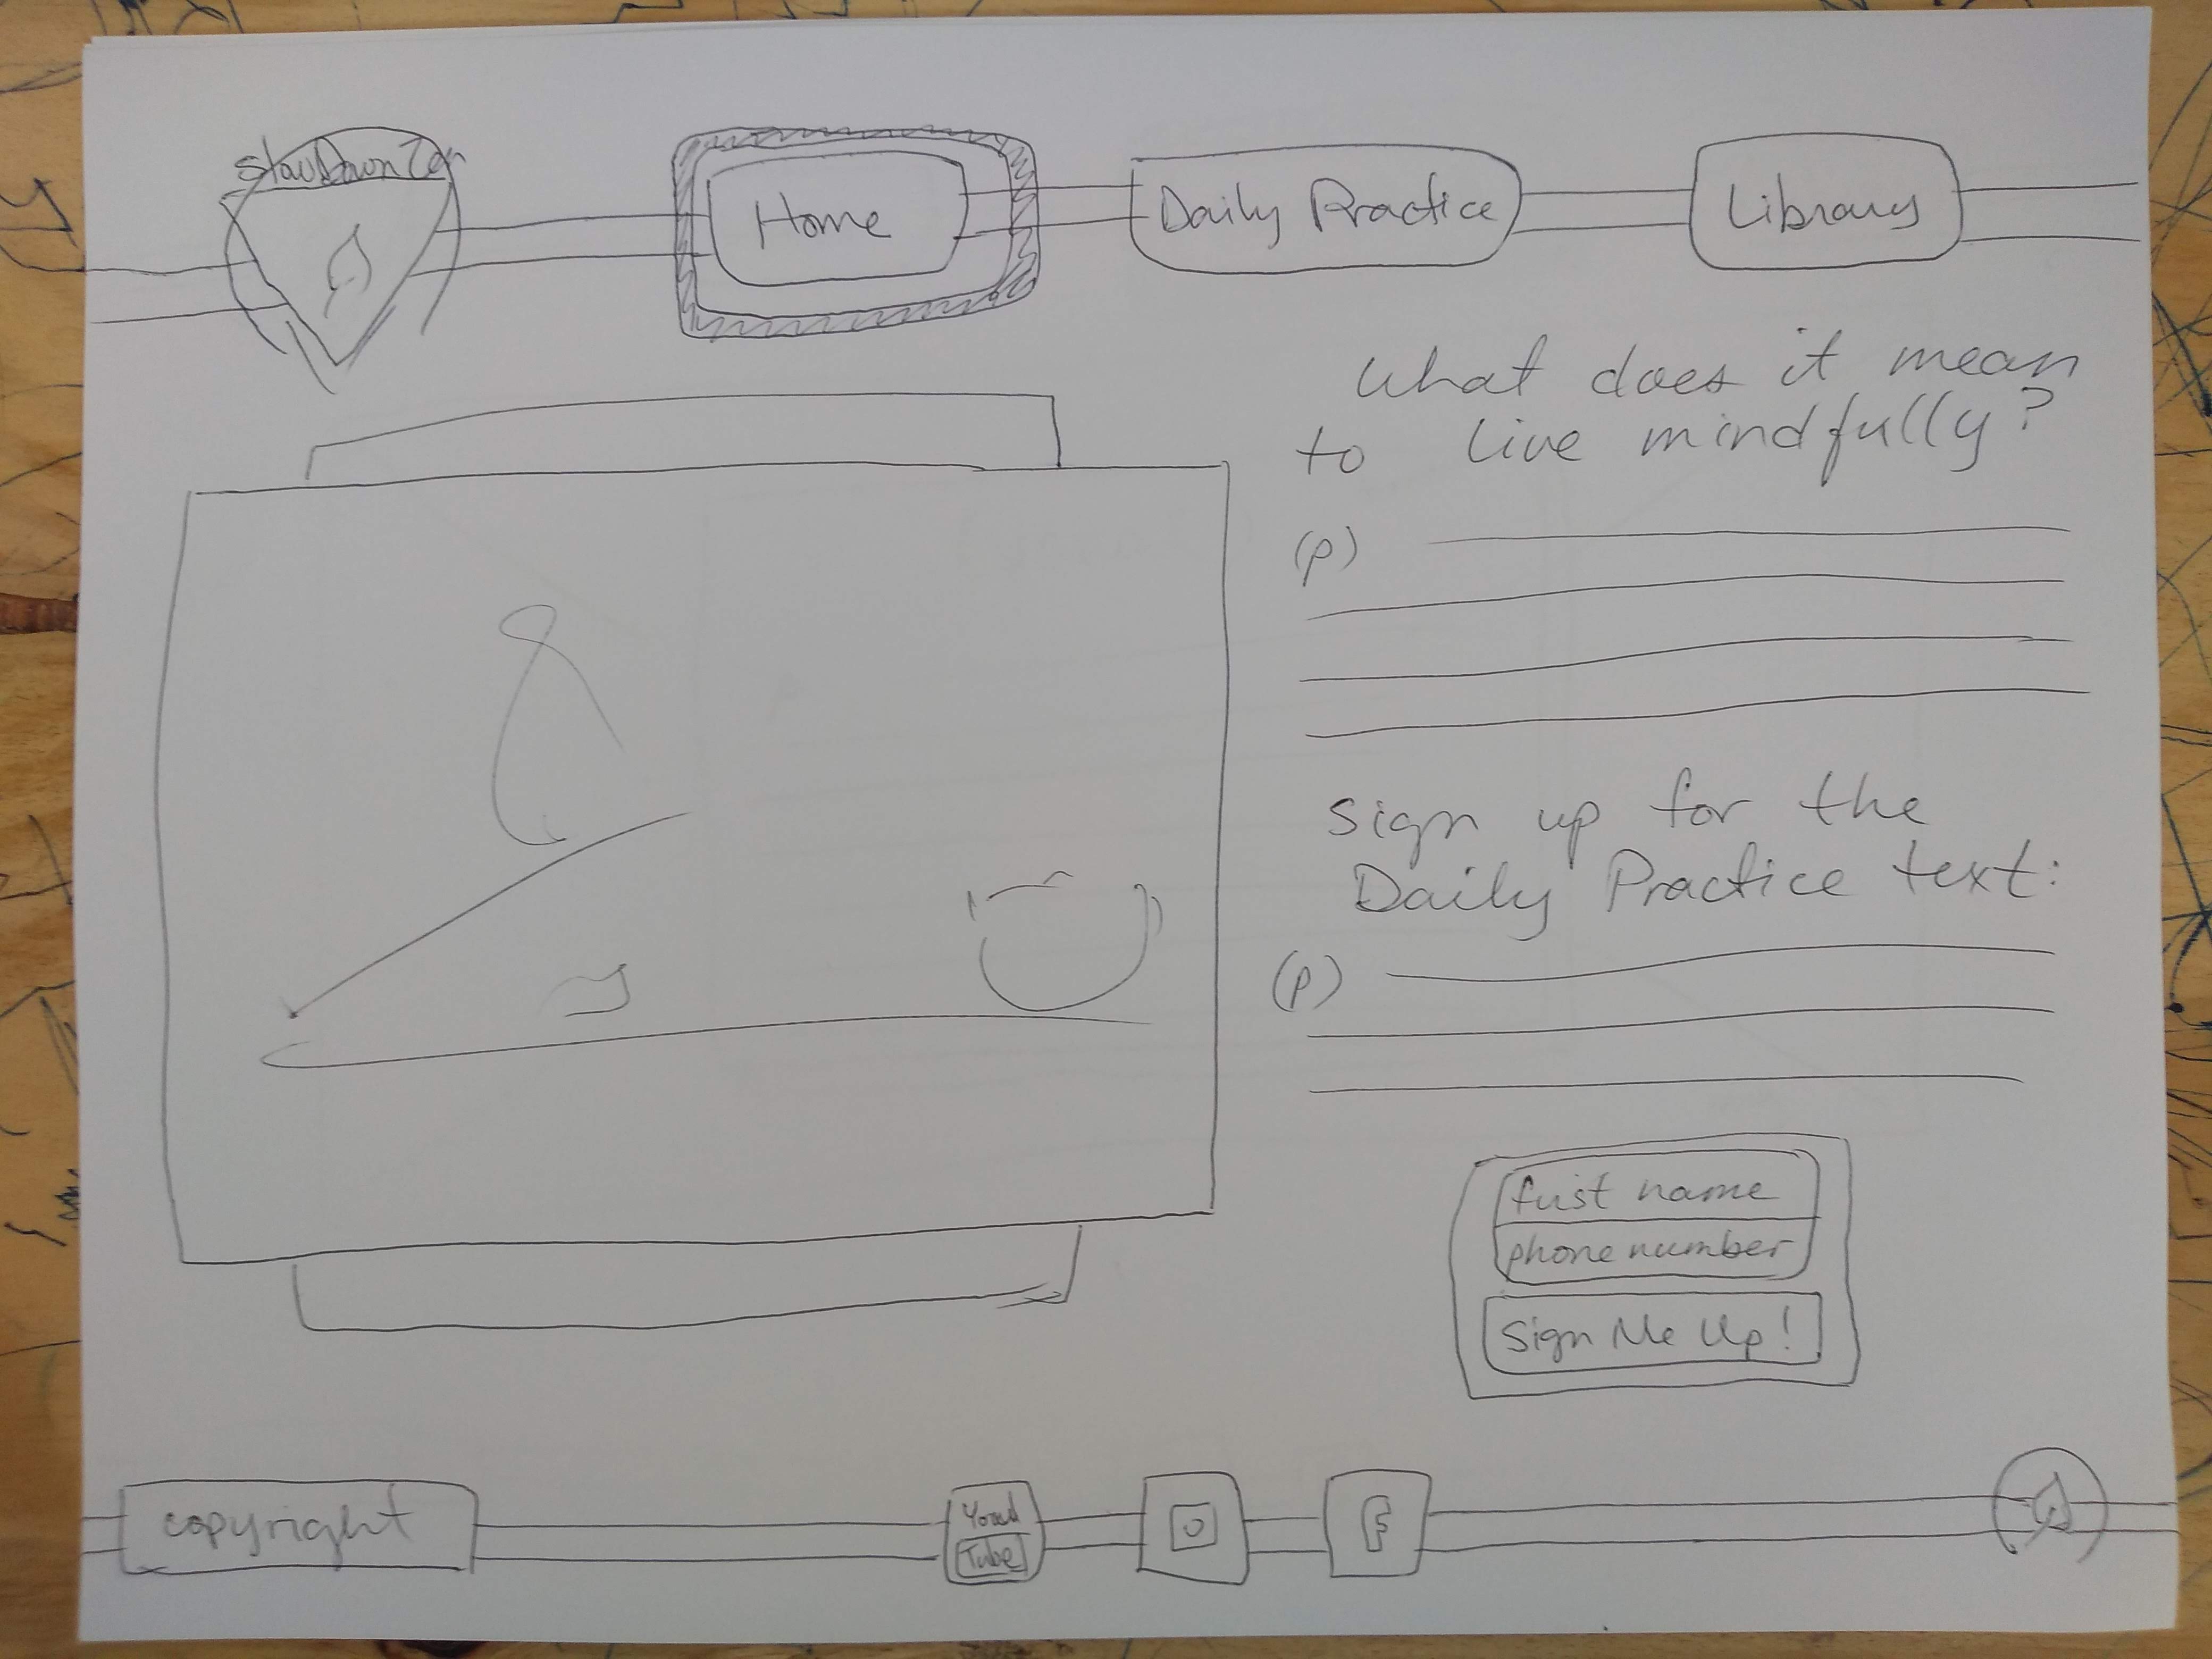 Home
Daily Practice
Library
What does it mean
to live mindfully?
(p)
sign up for the
Daily Practice text:
(p)
first name
phone number
Sign Me Up!
copyright
You
Tube
f